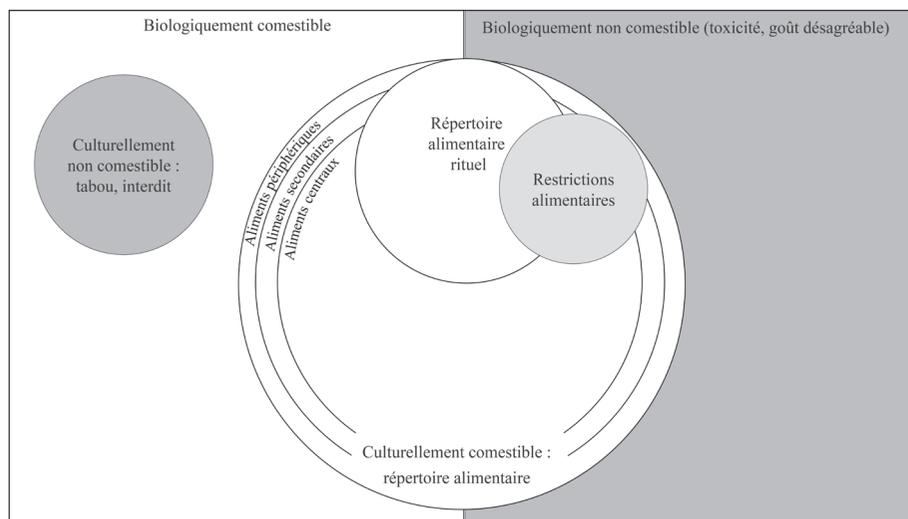 Biologiquement comestible
Biologiquement non comestible (toxicité, goût désagréable)
Culturellement
non comestible :
tabou, interdit
Aliments périphériques
Aliments secondaires
Aliments centraux
Répertoire
alimentaire
rituel
Restrictions
alimentaires
Culturellement comestible :
répertoire alimentaire